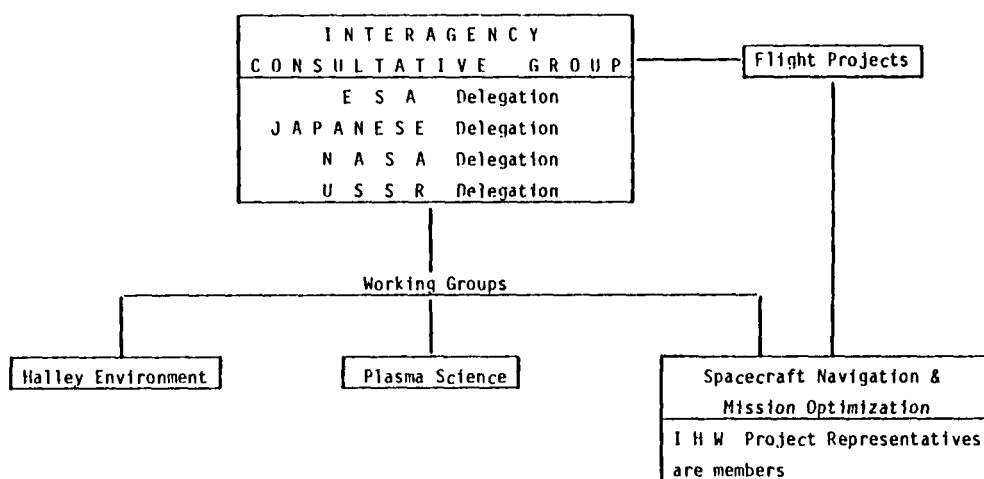 INTERAGENCY
CONSULTATIVE GROUP
ESA Delegation
JAPANESE Delegation
NASA Delegation
USSR Delegation
Flight Projects
Working Groups
Halley Environment
Plasma Science
Spacecraft Navigation &
Mission Optimization
IHW Project Representatives
are members